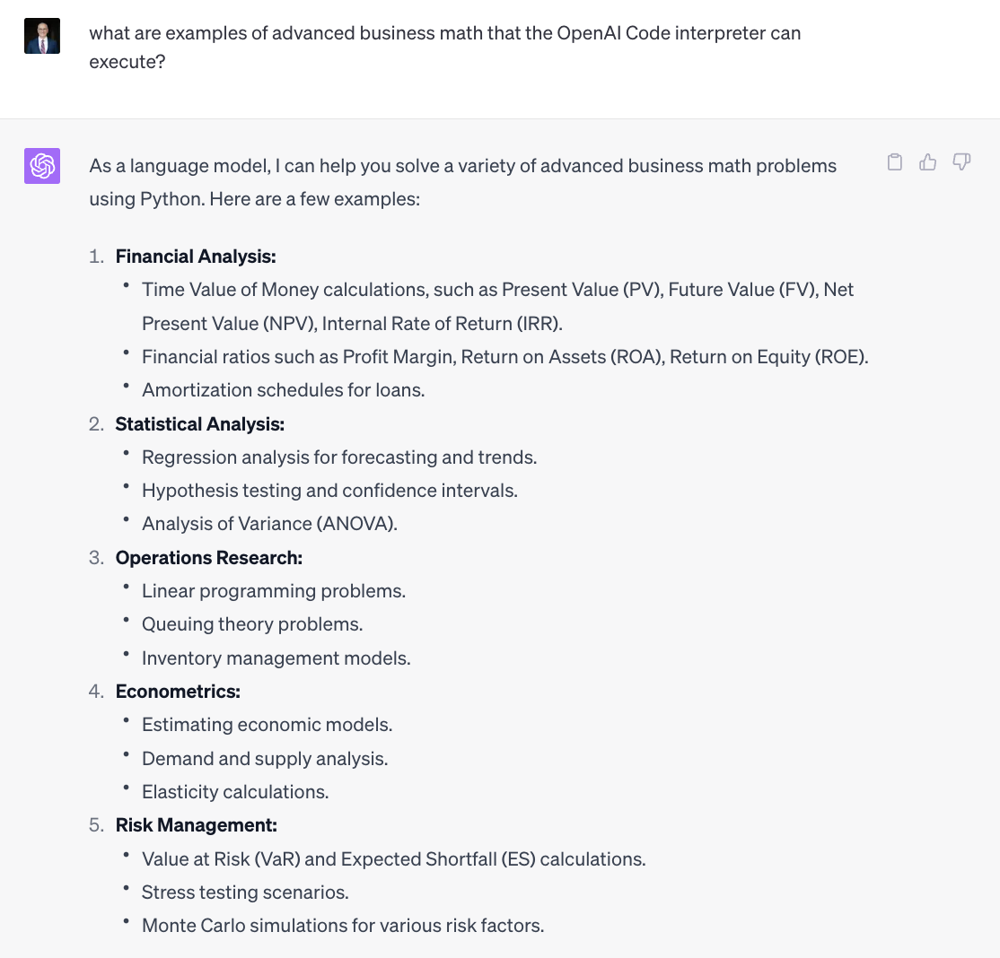 what are examples of advanced business math that the OpenAI Code interpreter can
execute?
As a language model, I can help you solve a variety of advanced business math problems
using Python. Here are a few examples:
1. Financial Analysis:
• Time Value of Money calculations, such as Present Value (PV), Future Value (FV), Net
Present Value (NPV), Internal Rate of Return (IRR).
• Financial ratios such as Profit Margin, Return on Assets (ROA), Return on Equity (ROE).
• Amortization schedules for loans.
2. Statistical Analysis:
• Regression analysis for forecasting and trends.
• Hypothesis testing and confidence intervals.
• Analysis of Variance (ANOVA).
3. Operations Research:
• Linear programming problems.
• Queuing theory problems.
• Inventory management models.
4. Econometrics:
• Estimating economic models.
• Demand and supply analysis.
• Elasticity calculations.
5. Risk Management:
• Value at Risk (VaR) and Expected Shortfall (ES) calculations.
• Stress testing scenarios.
• Monte Carlo simulations for various risk factors.